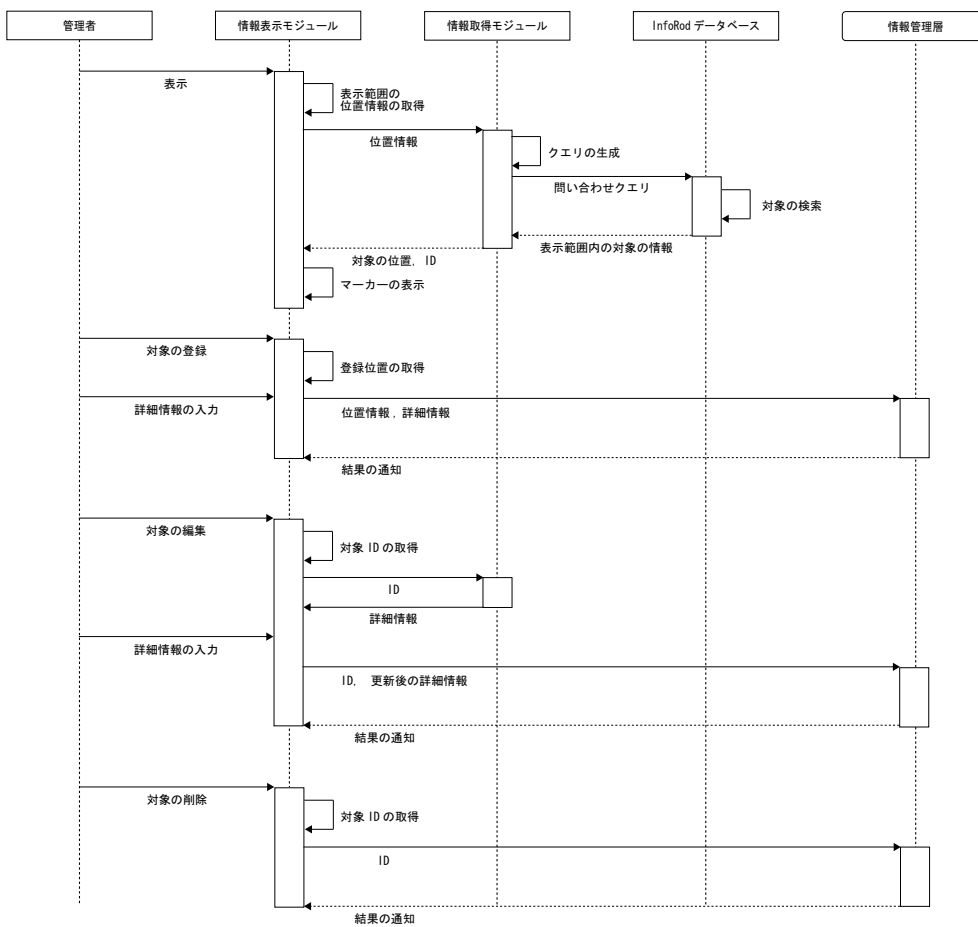 管理者
情報表示モジュール
情報取得モジュール
InfoRod データベース
情報管理層
表示
表示範囲の
位置情報の取得
位置情報
クエリの生成
問い合わせクエリ
対象の検索
表示範囲内の対象の情報
対象の位置, ID
マーカーの表示
対象の登録
登録位置の取得
詳細情報の入力
位置情報 , 詳細情報
結果の通知
対象の編集
対象 ID の取得
ID
詳細情報
詳細情報の入力
ID, 更新後の詳細情報
結果の通知
対象の削除
対象 ID の取得
ID
結果の通知